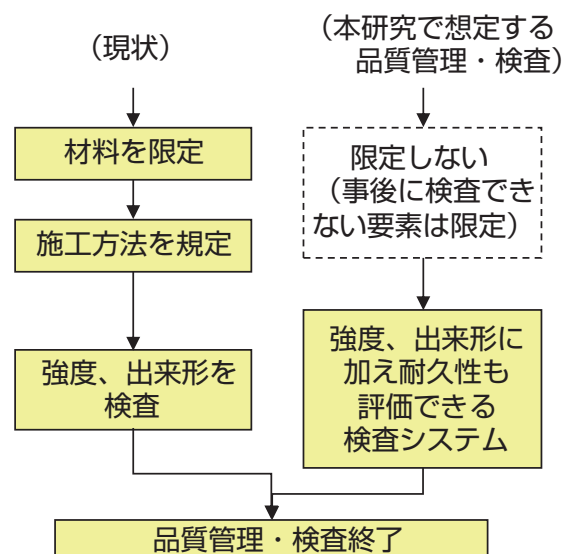 （現状）
材料を限定
施工方法を規定
強度、出来形を
検査
（本研究で想定する
品質管理・検査）
限定しない
（事後に検査でき
ない要素は限定）
強度、出来形に
加え耐久性も
評価できる
検査システム
品質管理・検査終了